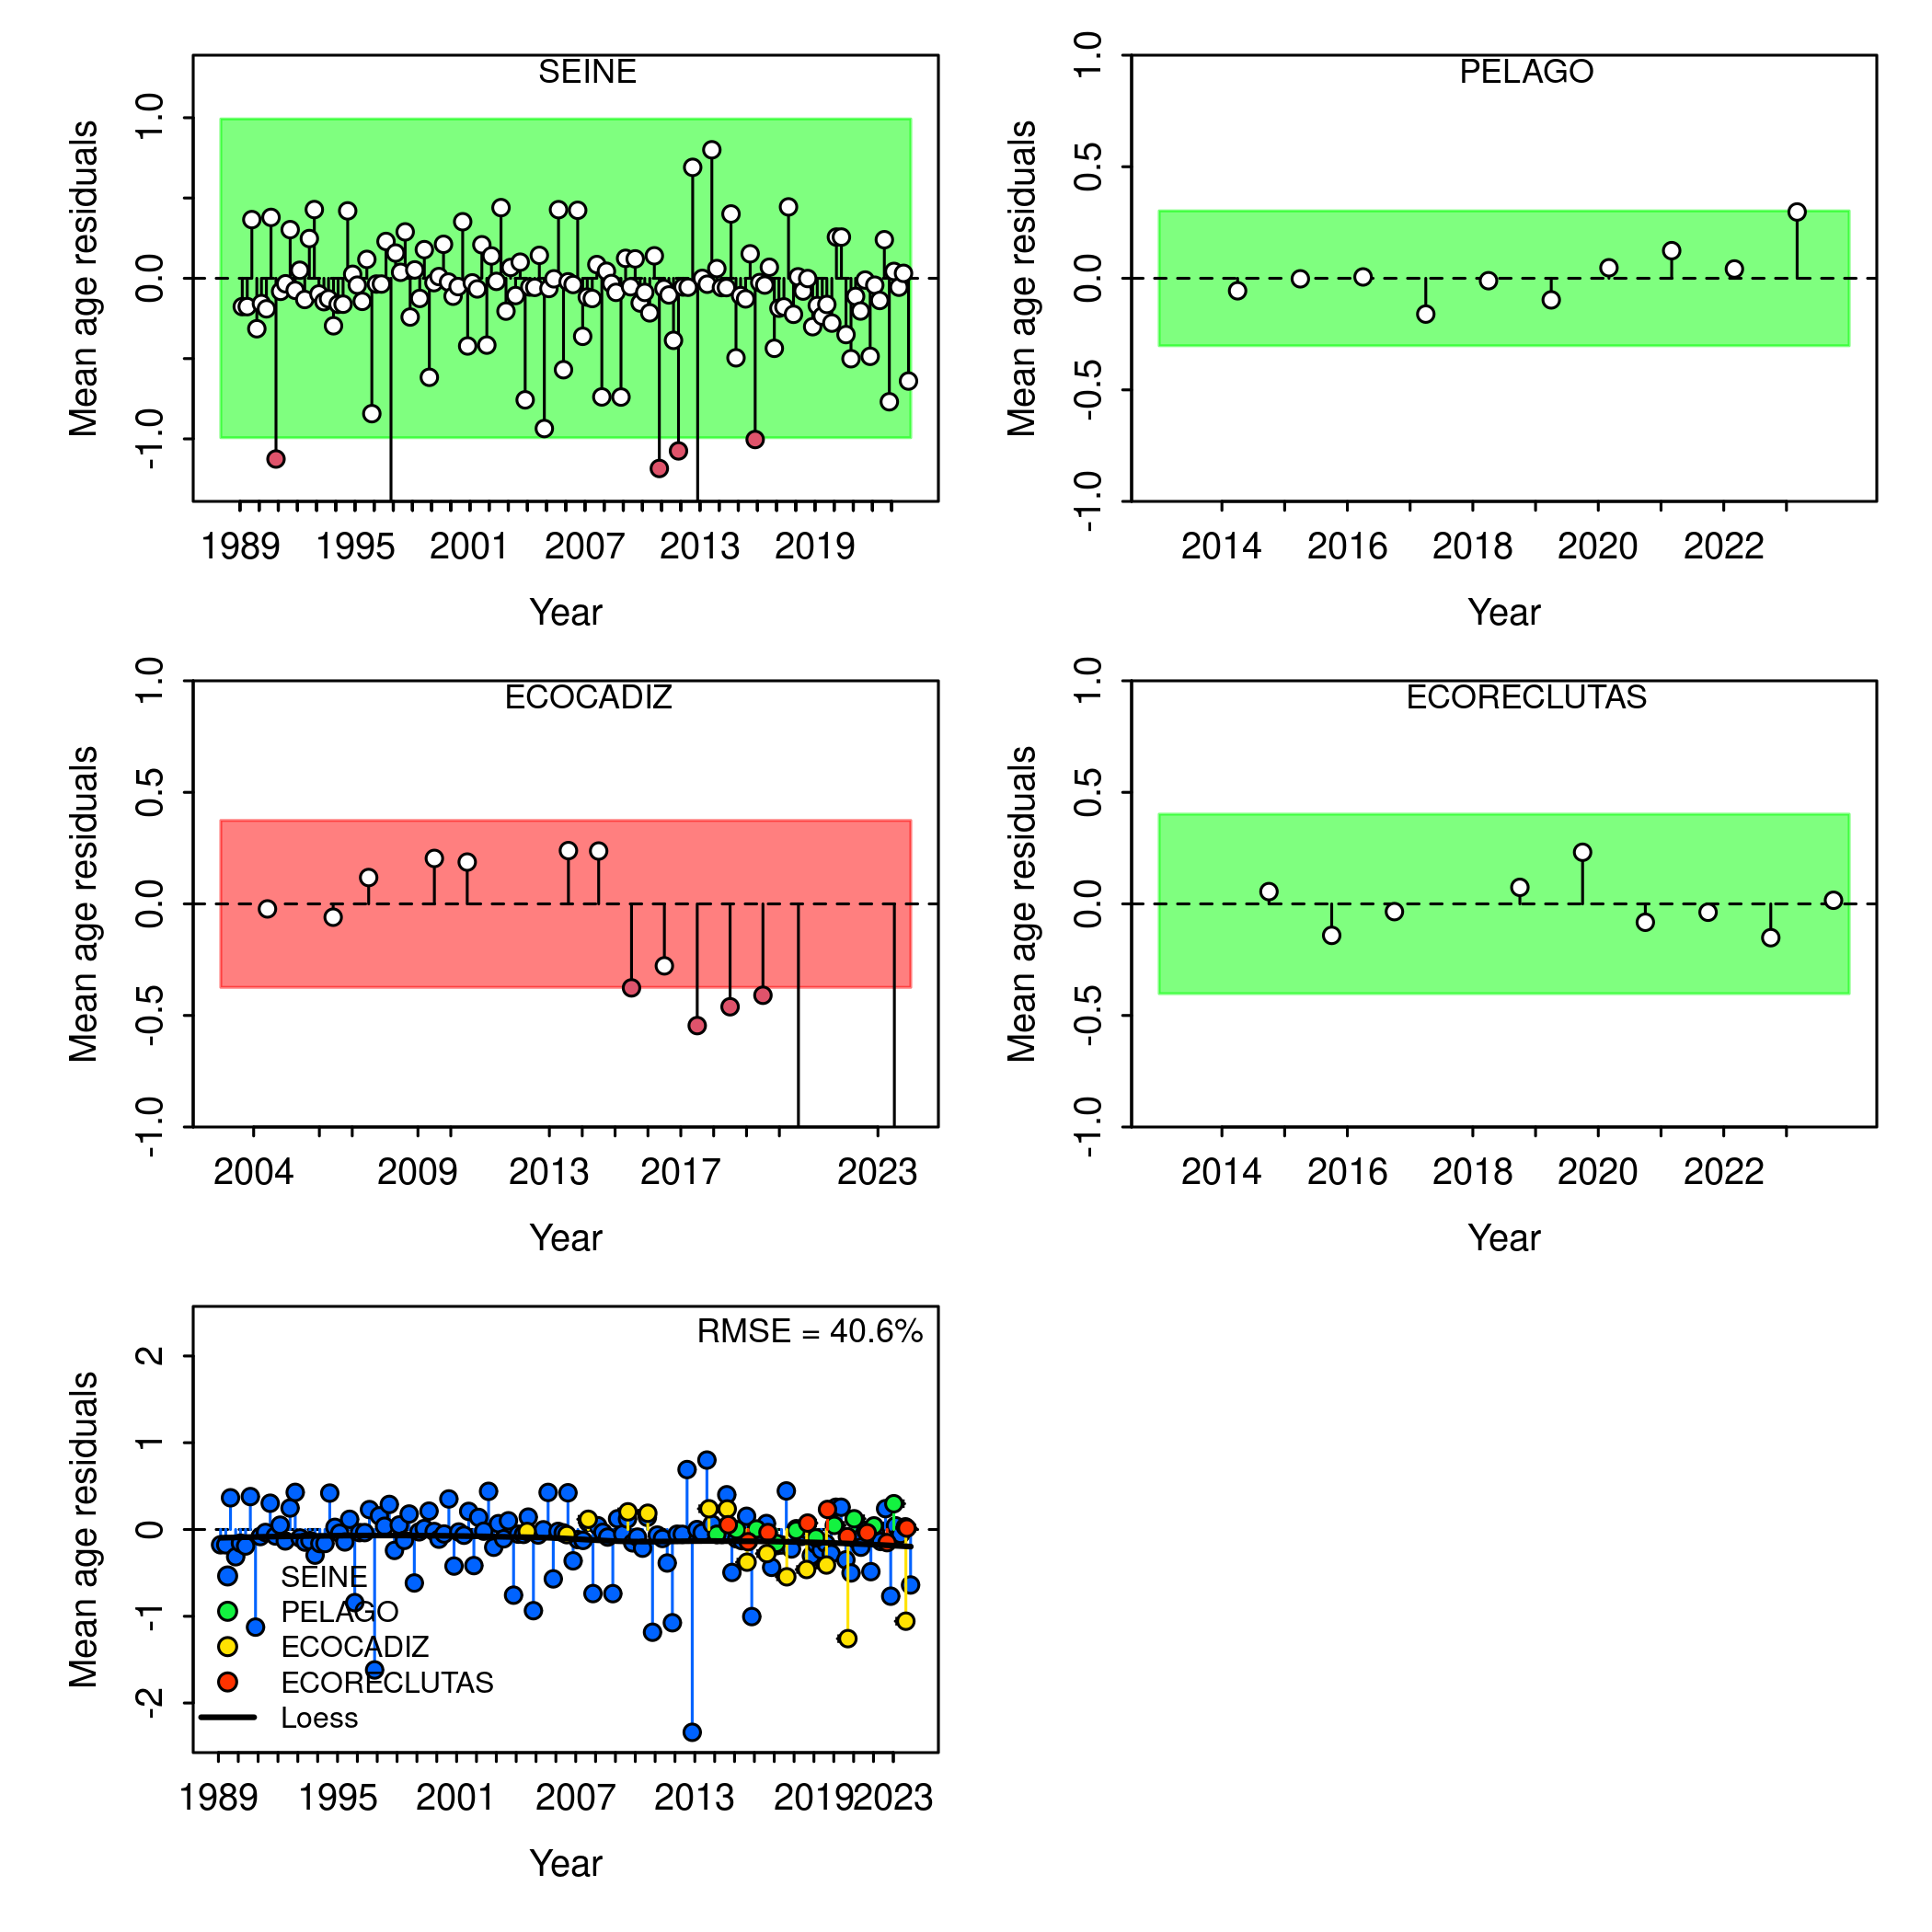 SEINE
Mean age residuals
1.0
0.0
-1.0
1989 1995 2001 2007 2013 2019
Year
PELAGO
Mean age residuals
1.0
0.5
0.0
-0.5
-1.0
2014 2016 2018 2020 2022
Year
ECOCADIZ
Mean age residuals
1.0
0.5
0.0
-0.5
-1.0
2004 2009 2013 2017 2023
Year
ECORECLUTAS
Mean age residuals
1.0
0.5
0.0
-0.5
-1.0
2014 2016 2018 2020 2022
Year
RMSE = 40.6%
Mean age residuals
2
1
0
-1
-2
SEINE
PELAGO
ECOCADIZ
ECORECLUTAS
Loess
1989 1995 2001 2007 2013 2019 2023
Year